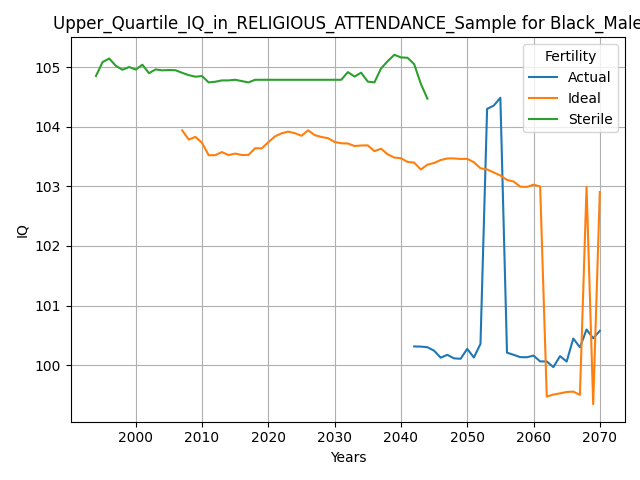 Upper_Quartile_IQ_in_RELIGIOUS_ATTENDANCE_Sample for Black_Male
Fertility
Actual
Ideal
Sterile
105
104
103
102
101
100
IQ
2000 2010 2020 2030 2040 2050 2060 2070
Years